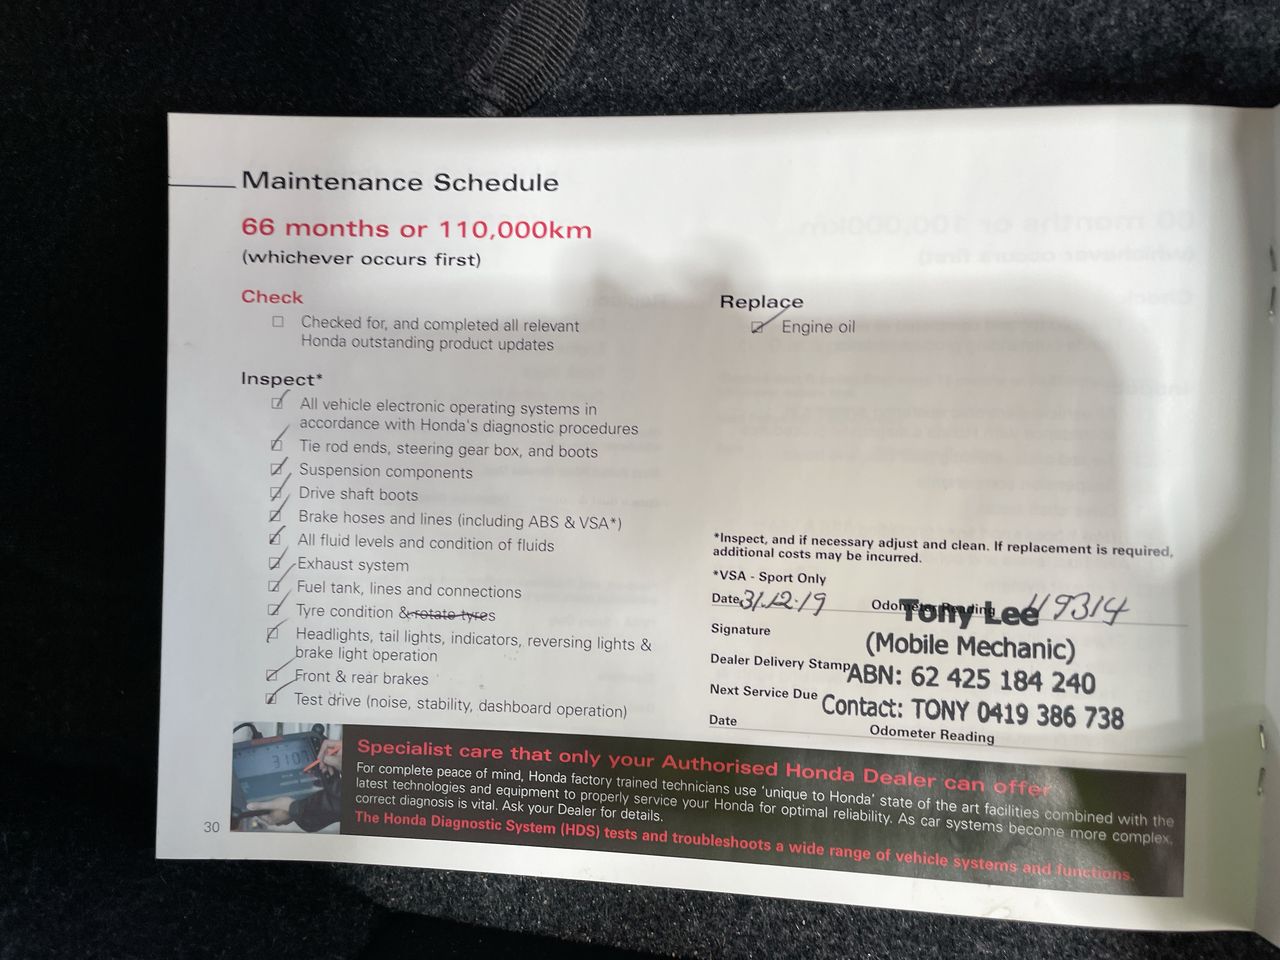 Maintenance Schedule
66 months or 110,000km
(whichever occurs first)
Check
Checked for, and completed all relevant
Honda outstanding product updates
Inspect*
All vehicle electronic operating systems in
accordance with Honda's diagnostic procedures
Tie rod ends, steering gear box, and boots
Suspension components
Drive shaft boots
Brake hoses and lines (including ABS & VSA*)
All fluid levels and condition of fluids
Exhaust system
Fuel tank, lines and connections
Tyre condition & rotate tyres
Headlights, tail lights, indicators, reversing lights &
brake light operation
Front & rear brakes
Test drive (noise, stability, dashboard operation)
Replace
Engine oil
*Inspect, and if necessary adjust and clean. If replacement is required,
additional costs may be incurred.
*VSA - Sport Only
Date 31.12.19 Odometer Reading 119314
Signature
Dealer Delivery Stamp
Next Service Due
Date
Odometer Reading
Tony Lee
(Mobile Mechanic)
ABN: 62 425 184 240
Contact: TONY 0419 386 738
Specialist care that only your Authorised Honda Dealer can offer
For complete peace of mind, Honda factory trained technicians use 'unique to Honda' state of the art facilities combined with the
latest technologies and equipment to properly service your Honda for optimal reliability. As car systems become more complex,
correct diagnosis is vital. Ask your Dealer for details.
The Honda Diagnostic System (HDS) tests and troubleshoots a wide range of vehicle systems and functions.
30